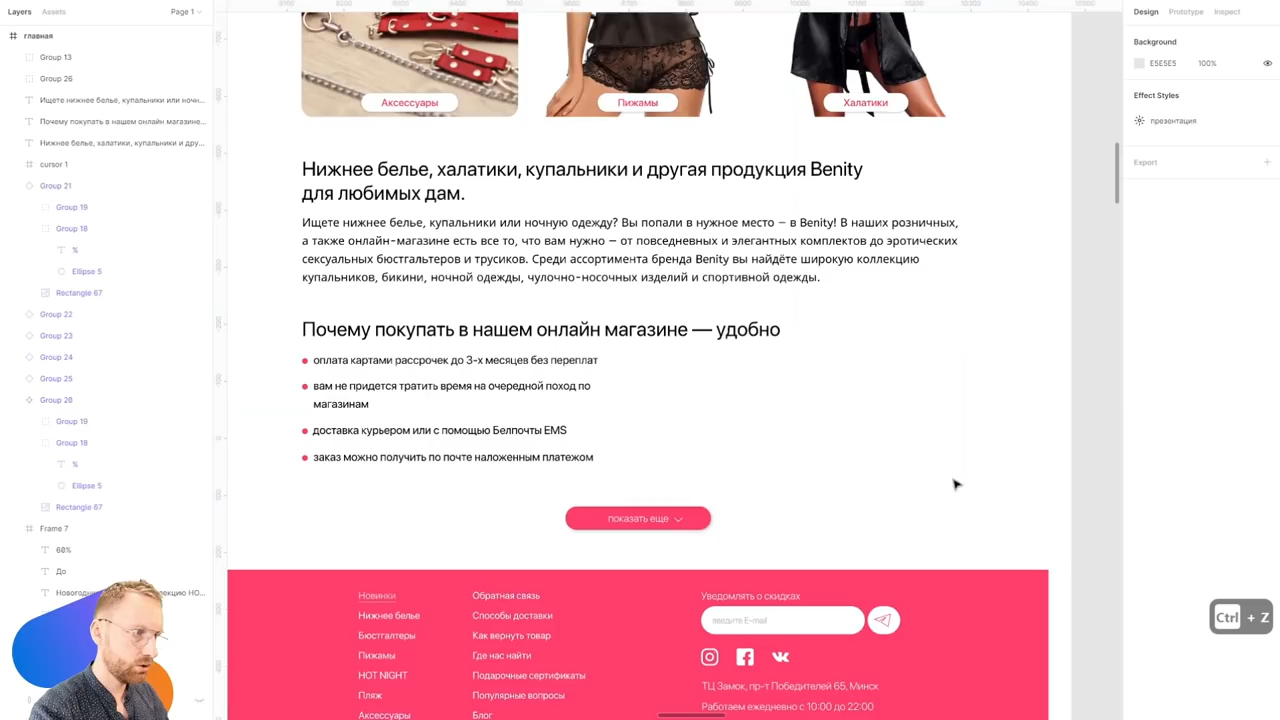 Layers
Assets
Page 1
главная
Group 13
Group 26
Ищете нижнее белье, купальники или ночн...
Почему покупать в нашем онлайн магазине...
Нижнее белье, халатики, купальники и дру...
cursor 1
Group 21
Group 19
Group 18
%
Ellipse 5
Rectangle 67
Group 22
Group 23
Group 24
Group 25
Group 20
Group 19
Group 18
%
Ellipse 5
Rectangle 67
Frame 7
60%
До
Аксессуары
Пижамы
Халатики
Нижнее белье, халатики, купальники и другая продукция Benity
для любимых дам.
Ищете нижнее белье, купальники или ночную одежду? Вы попали в нужное место – в Benity! В наших розничных,
а также онлайн-магазине есть все то, что вам нужно – от повседневных и элегантных комплектов до эротических
сексуальных бюстгальтеров и трусиков. Среди ассортимента бренда Benity вы найдёте широкую коллекцию
купальников, бикини, ночной одежды, чулочно-носочных изделий и спортивной одежды.
Почему покупать в нашем онлайн магазине — удобно
оплата картами рассрочек до 3-х месяцев без переплат
вам не придется тратить время на очередной поход по
магазинам
доставка курьером или с помощью Белпочты EMS
заказ можно получить по почте наложенным платежом
показать еще
Новинки
Нижнее белье
Бюстгалтеры
Пижамы
HOT NIGHT
Пляж
Аксессуары
Обратная связь
Способы доставки
Как вернуть товар
Где нас найти
Подарочные сертификаты
Популярные вопросы
Блог
Уведомлять о скидках
введите E-mail
ТЦ Замок, пр-т Победителей 65, Минск
Работаем ежедневно с 10:00 до 22:00
Design
Prototype
Inspect
Background
E5E5E5
100%
Effect Styles
презентация
Export
Ctrl + Z